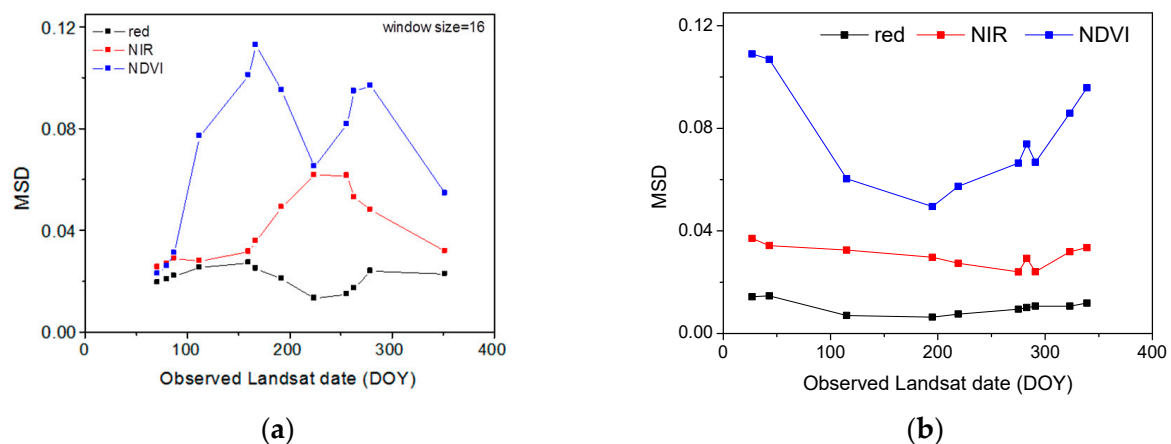 0.12
red
NIR
NDVI
window size=16
0.08
MSD
0.04
0.00
0 100 200 300 400
Observed Landsat date (DOY)
(a)
0.12
red NIR NDVI
0.08
MSD
0.04
0.00
0 100 200 300 400
Observed Landsat date (DOY)
(b)